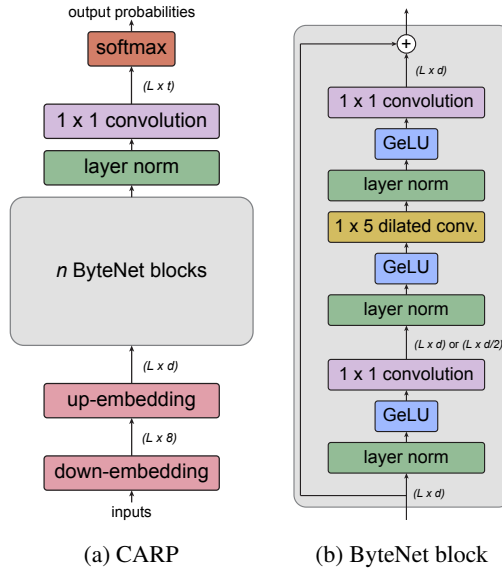 output probabilities
softmax
(L x t)
1 x 1 convolution
layer norm
n ByteNet blocks
(L x d)
up-embedding
(L x 8)
down-embedding
inputs
(a) CARP
+
(L x d)
1 x 1 convolution
GeLU
layer norm
1 x 5 dilated conv.
GeLU
layer norm
(L x d) or (L x d/2)
1 x 1 convolution
GeLU
layer norm
(L x d)
(b) ByteNet block